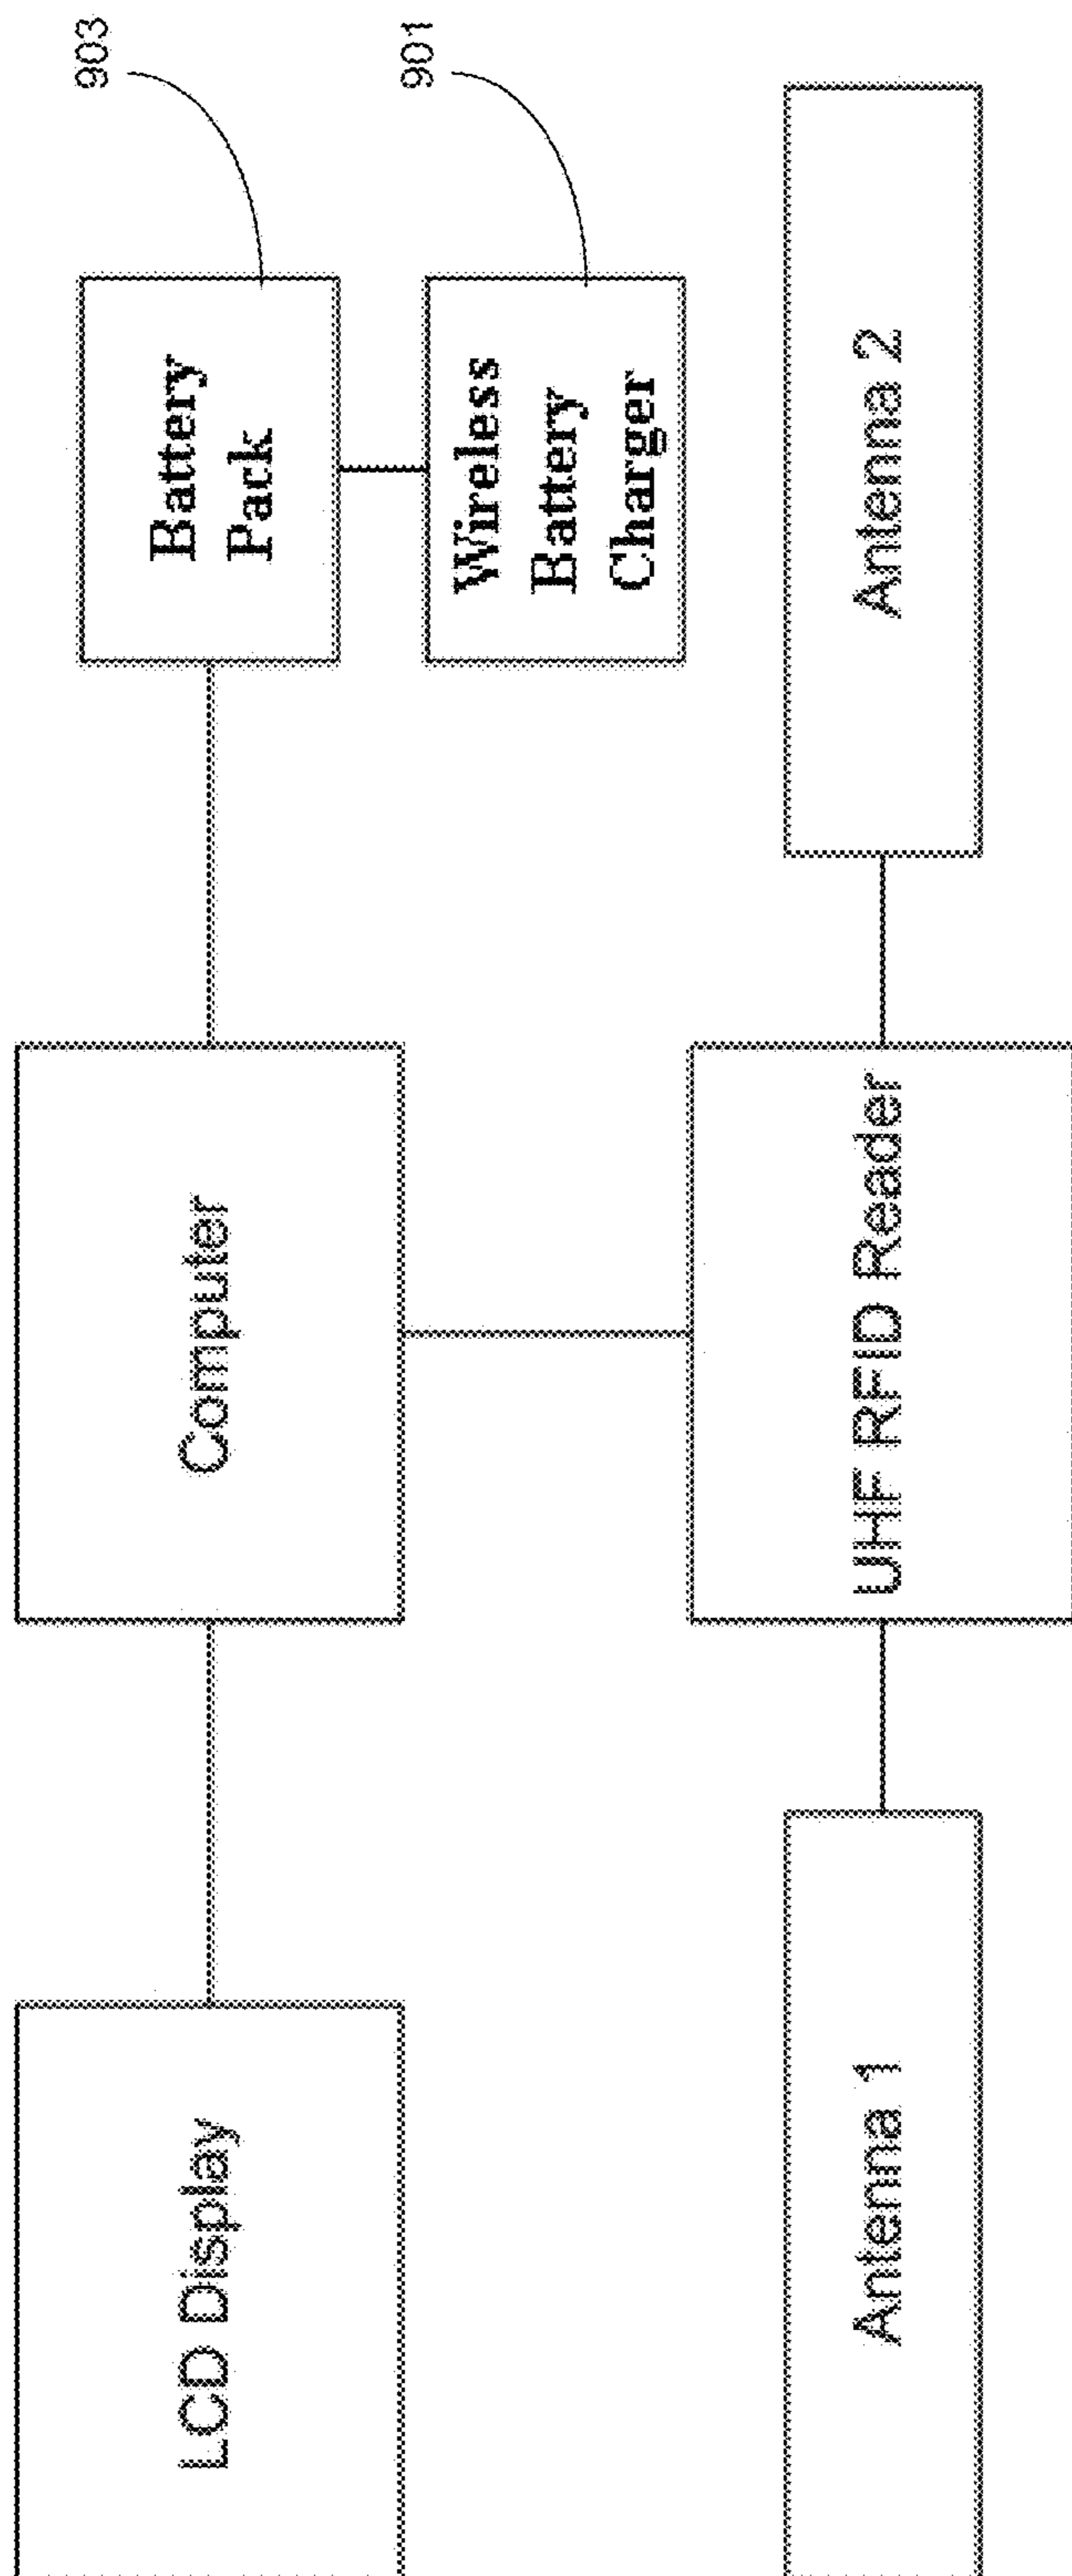 LCD Display
Computer
Battery
Pack
903
Wireless
Battery
Charger
901
Antenna 1
UHF RFID Reader
Antenna 2